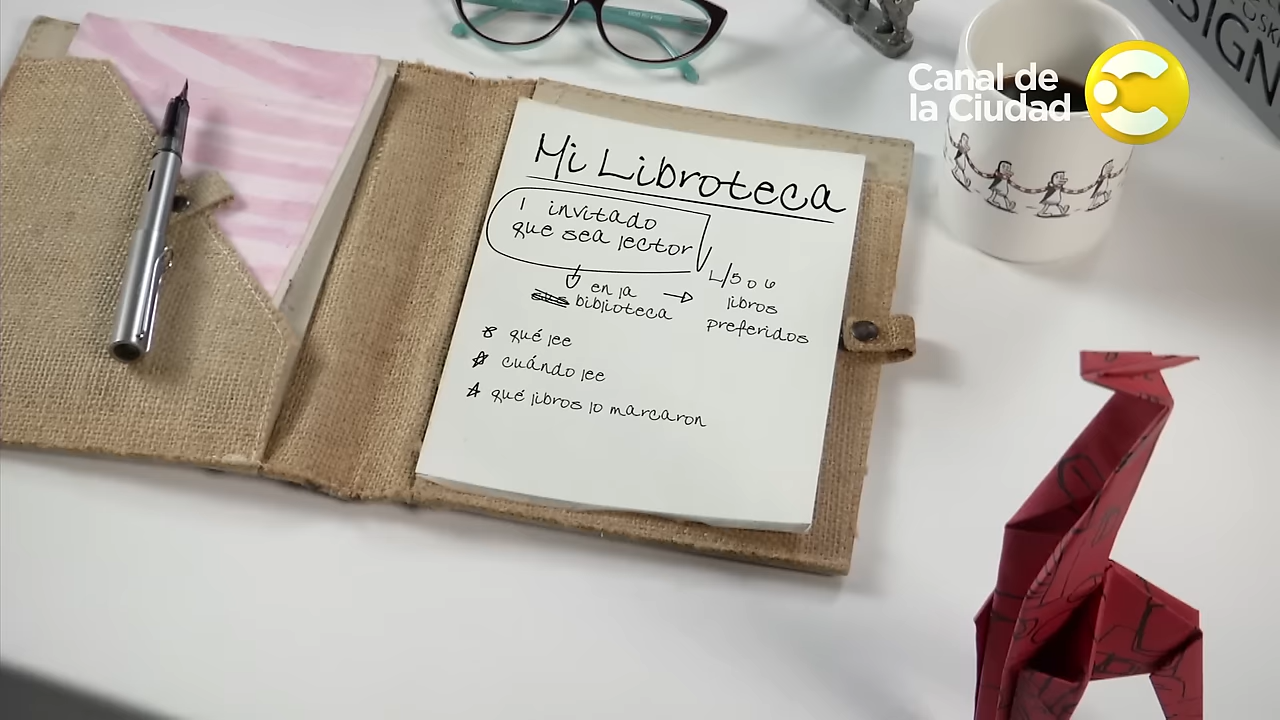 Canal de
la Ciudad
SIGN
Mi Libroteca
1 invitado
que sea lector
en la
biblioteca
4/5 o 6
libros
preferidos
qué lee
cuándo lee
qué libros lo marcaron